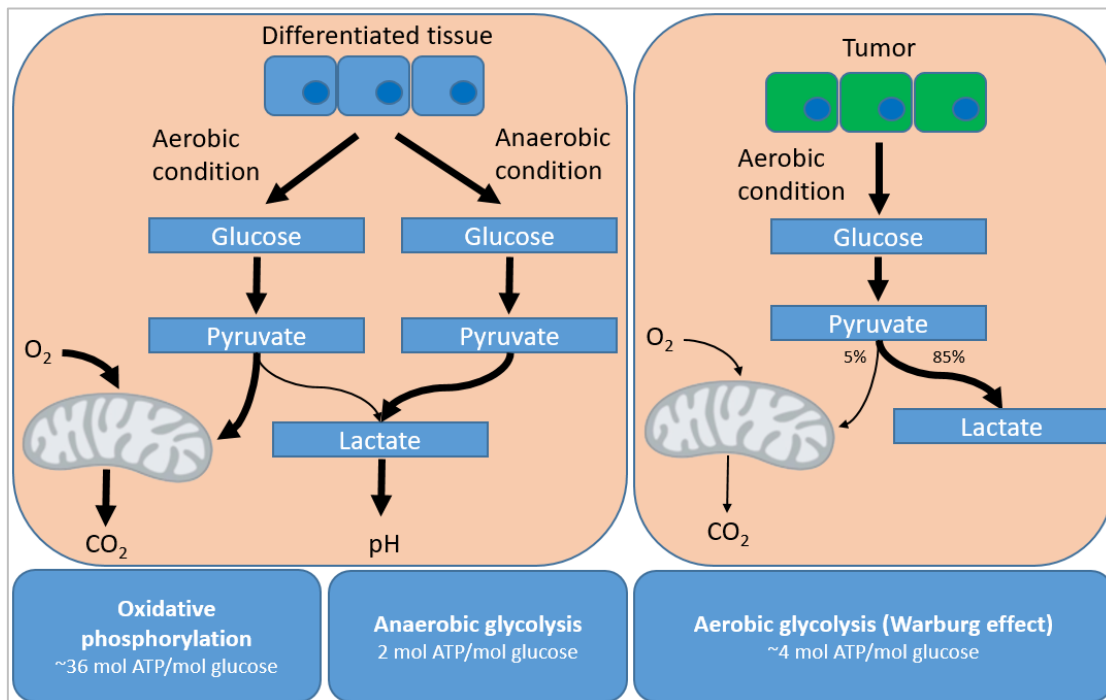 Differentiated tissue
Aerobic
condition
Anaerobic
condition
Glucose
Glucose
Pyruvate
Pyruvate
O2
Lactate
CO2
pH
Tumor
Aerobic
condition
Glucose
Pyruvate
O2
5%
85%
Lactate
CO2
Oxidative
phosphorylation
~36 mol ATP/mol glucose
Anaerobic glycolysis
2 mol ATP/mol glucose
Aerobic glycolysis (Warburg effect)
~4 mol ATP/mol glucose